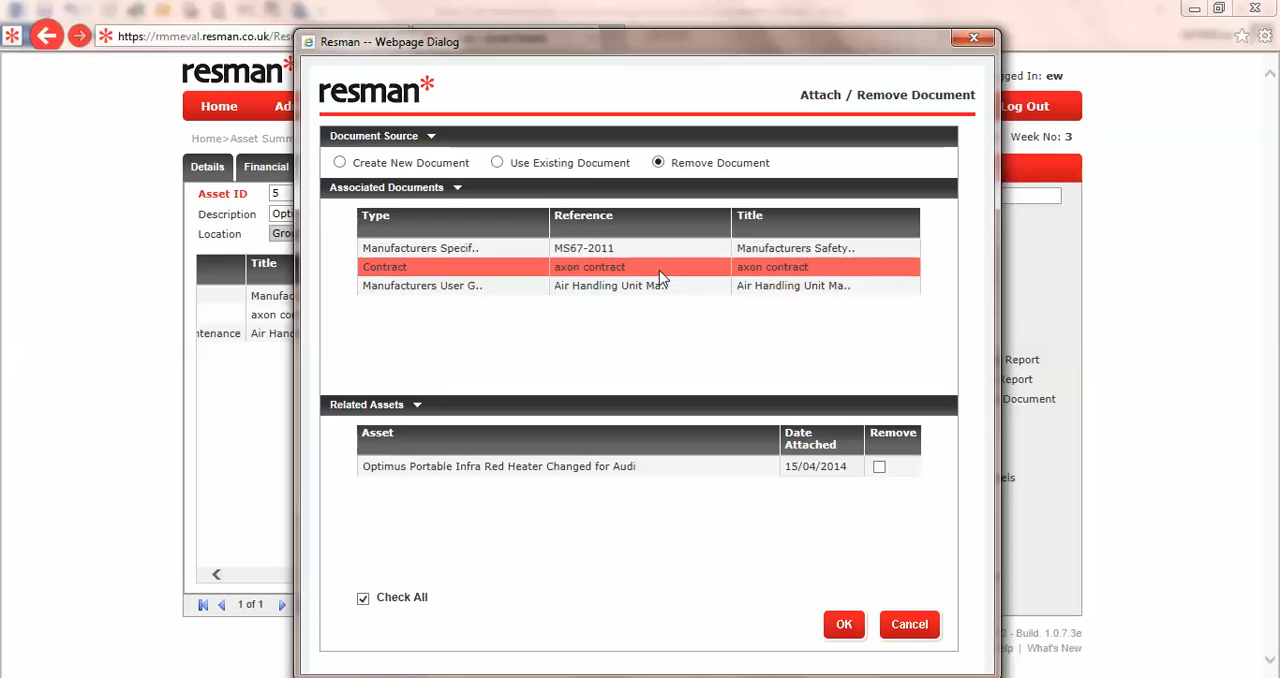 https://rmmeval.resman.co.uk/Res
Resman -- Webpage Dialog
resman*
Logged In: ew
Home
Log Out
Home>Asset Summ
Week No: 3
Details Financial
Asset ID 5
Description Opti
Location Grou
Title
Manufac
axon co
ntenance Air Hand
1 of 1
Report
Report
Document
els
2 - Build. 1.0.7.3e
elp | What's New
resman*
Attach / Remove Document
Document Source
Create New Document Use Existing Document Remove Document
Associated Documents
Type Reference Title
Manufacturers Specif.. MS67-2011 Manufacturers Safety..
Contract axon contract axon contract
Manufacturers User G.. Air Handling Unit Ma.. Air Handling Unit Ma..
Related Assets
Asset Date Attached Remove
Optimus Portable Infra Red Heater Changed for Audi 15/04/2014
Check All
OK Cancel